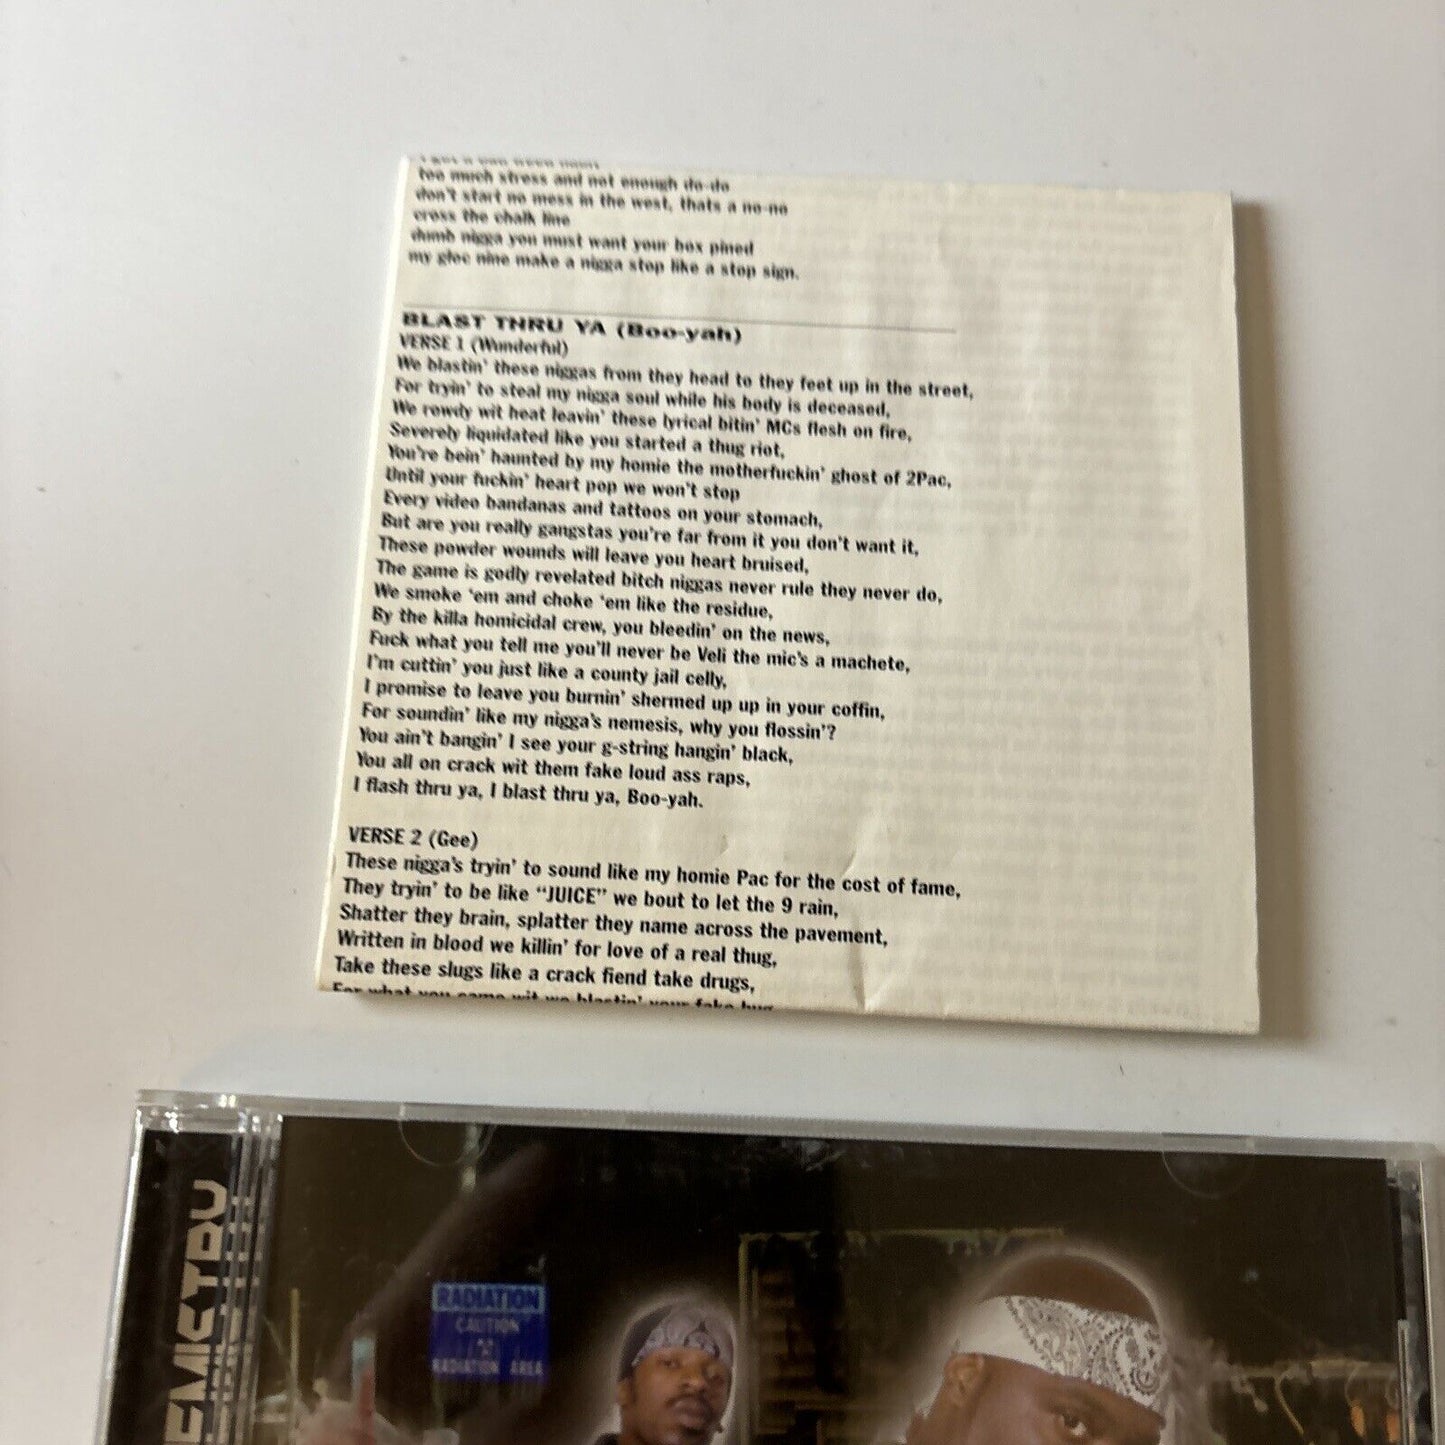 too much stress and not enough do-do
don't start no mess in the west, thats a no-no
cross the chalk line
dumb nigga you must want your box pined
my gloc nine make a nigga stop like a stop sign.
BLAST THRU YA (Boo-yah)
VERSE 1 (Wunderful)
We blastin' these niggas from they head to they feet up in the street,
For tryin' to steal my nigga soul while his body is deceased,
We rowdy wit heat leavin' these lyrical bitin' MCs flesh on fire,
Severely liquidated like you started a thug riot,
You're bein' haunted by my homie the motherfuckin' ghost of 2Pac,
Until your fuckin' heart pop we won't stop
Every video bandanas and tattoos on your stomach,
But are you really gangstas you're far from it you don't want it,
These powder wounds will leave you heart bruised,
The game is godly revelated bitch niggas never rule they never do,
We smoke 'em and choke 'em like the residue,
By the killa homicidal crew, you bleedin' on the news,
Fuck what you tell me you'll never be Veli the mic's a machete,
I'm cuttin' you just like a county jail celly,
I promise to leave you burnin' shermed up up in your coffin,
For soundin' like my nigga's nemesis, why you flossin'?
You ain't bangin' I see your g-string hangin' black,
You all on crack wit them fake loud ass raps,
I flash thru ya, I blast thru ya, Boo-yah.
VERSE 2 (Gee)
These nigga's tryin' to sound like my homie Pac for the cost of fame,
They tryin' to be like “JUICE” we bout to let the 9 rain,
Shatter they brain, splatter they name across the pavement,
Written in blood we killin' for love of a real thug,
Take these slugs like a crack fiend take drugs,
For what you came wit we blastin' your fake hug
RADIATION
CAUTION
RADIATION AREA